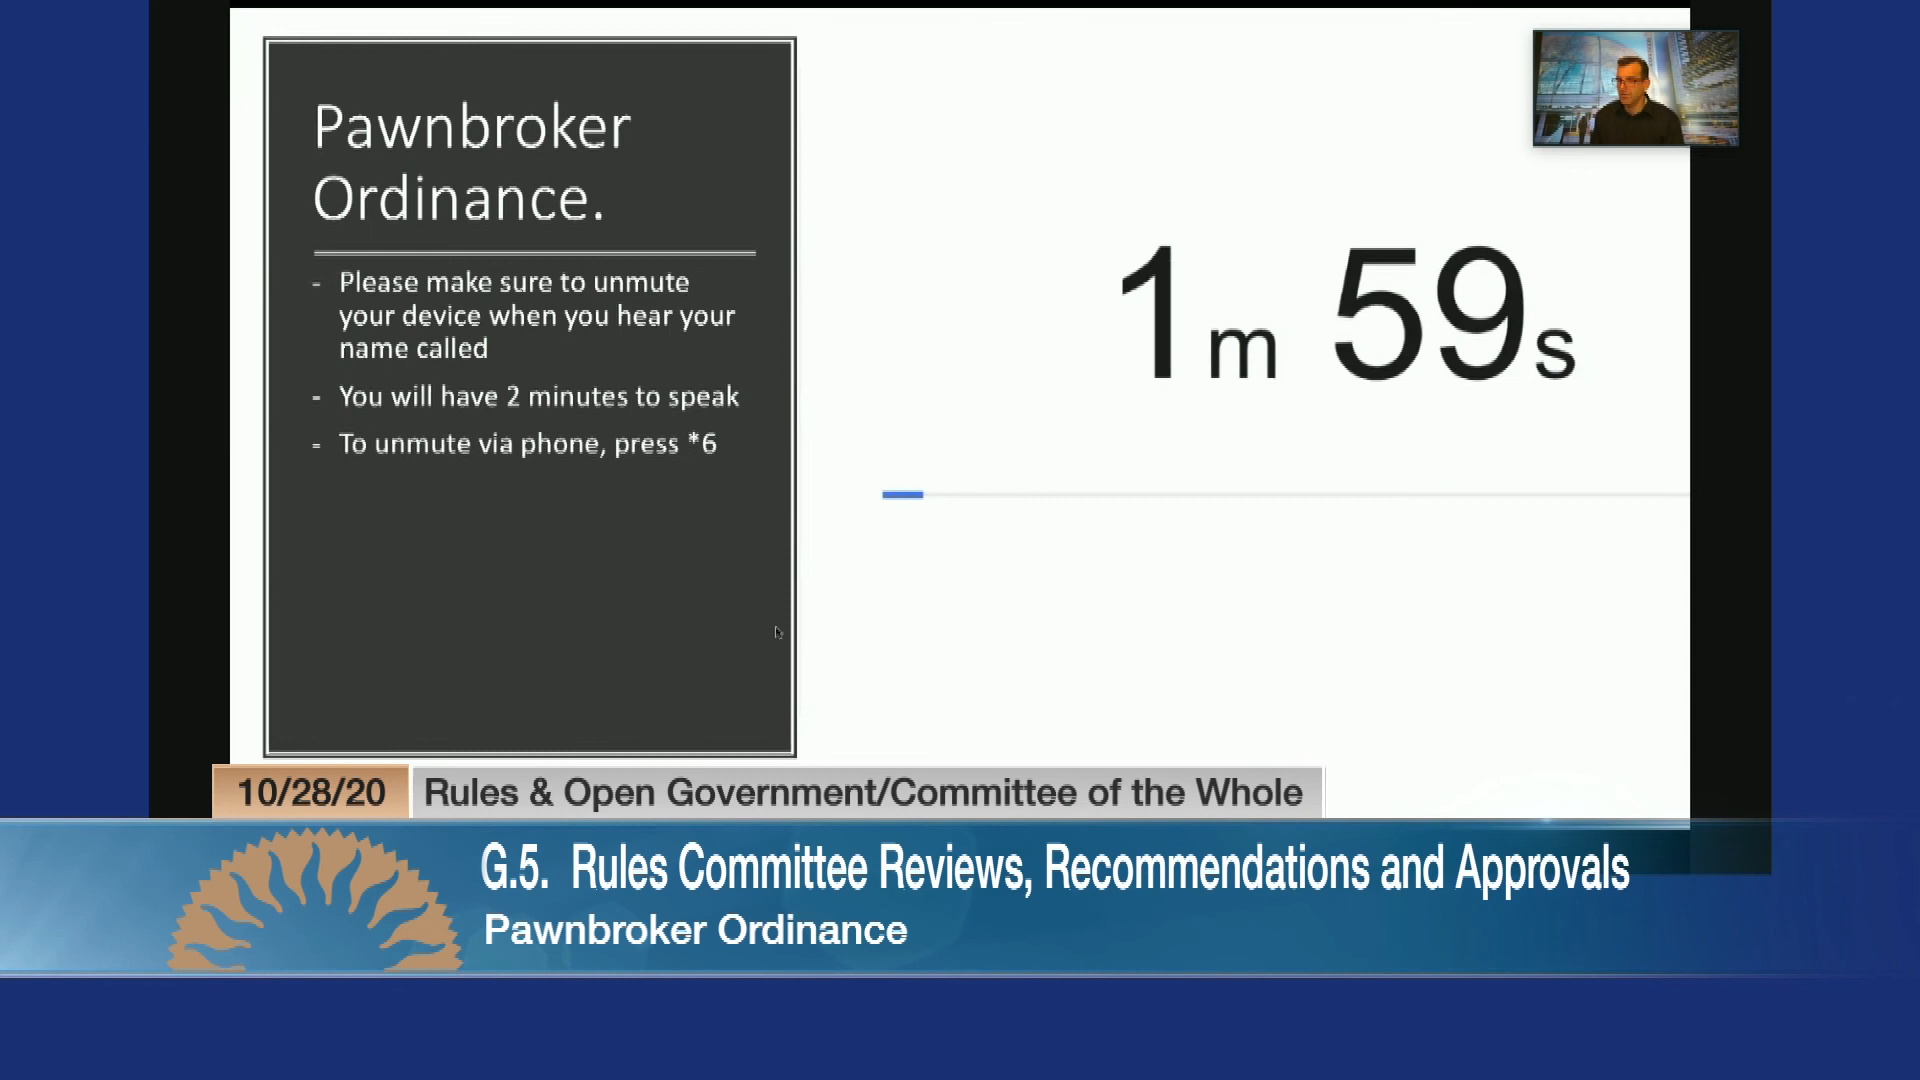 Pawnbroker
Ordinance.
- Please make sure to unmute
your device when you hear your
name called
- You will have 2 minutes to speak
- To unmute via phone, press *6
1m 59s
10/28/20 Rules & Open Government/Committee of the Whole
G.5. Rules Committee Reviews, Recommendations and Approvals
Pawnbroker Ordinance